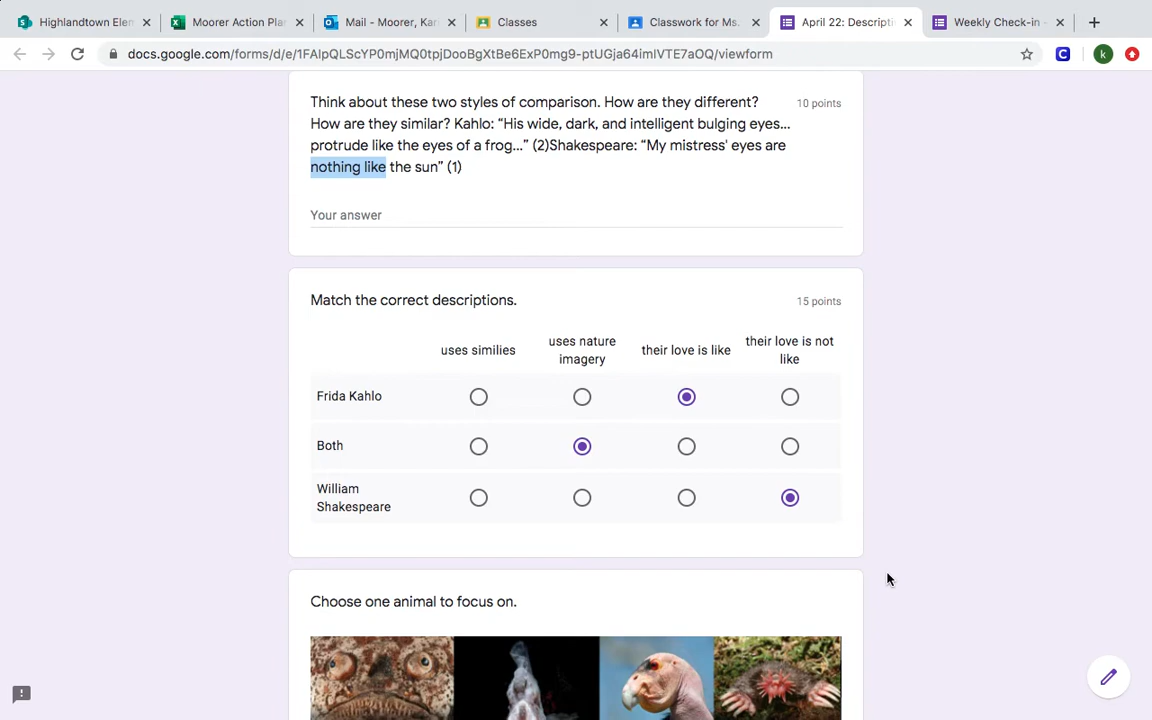 Highlandtown Elem
Moorer Action Plan
Mail - Moorer, Kar
Classes
Classwork for Ms.
April 22: Descripti
Weekly Check-in -
docs.google.com/forms/d/e/1FAIpQLScYP0mjMQ0tpjDooBgXtBe6ExP0mg9-ptUGja64imlVTE7aOQ/viewform
Think about these two styles of comparison. How are they different?
10 points
How are they similar? Kahlo: “His wide, dark, and intelligent bulging eyes...
protrude like the eyes of a frog...” (2)Shakespeare: “My mistress' eyes are
nothing like the sun” (1)
Your answer
Match the correct descriptions.
15 points
uses similies
uses nature
imagery
their love is like
their love is not
like
Frida Kahlo
Both
William
Shakespeare
Choose one animal to focus on.